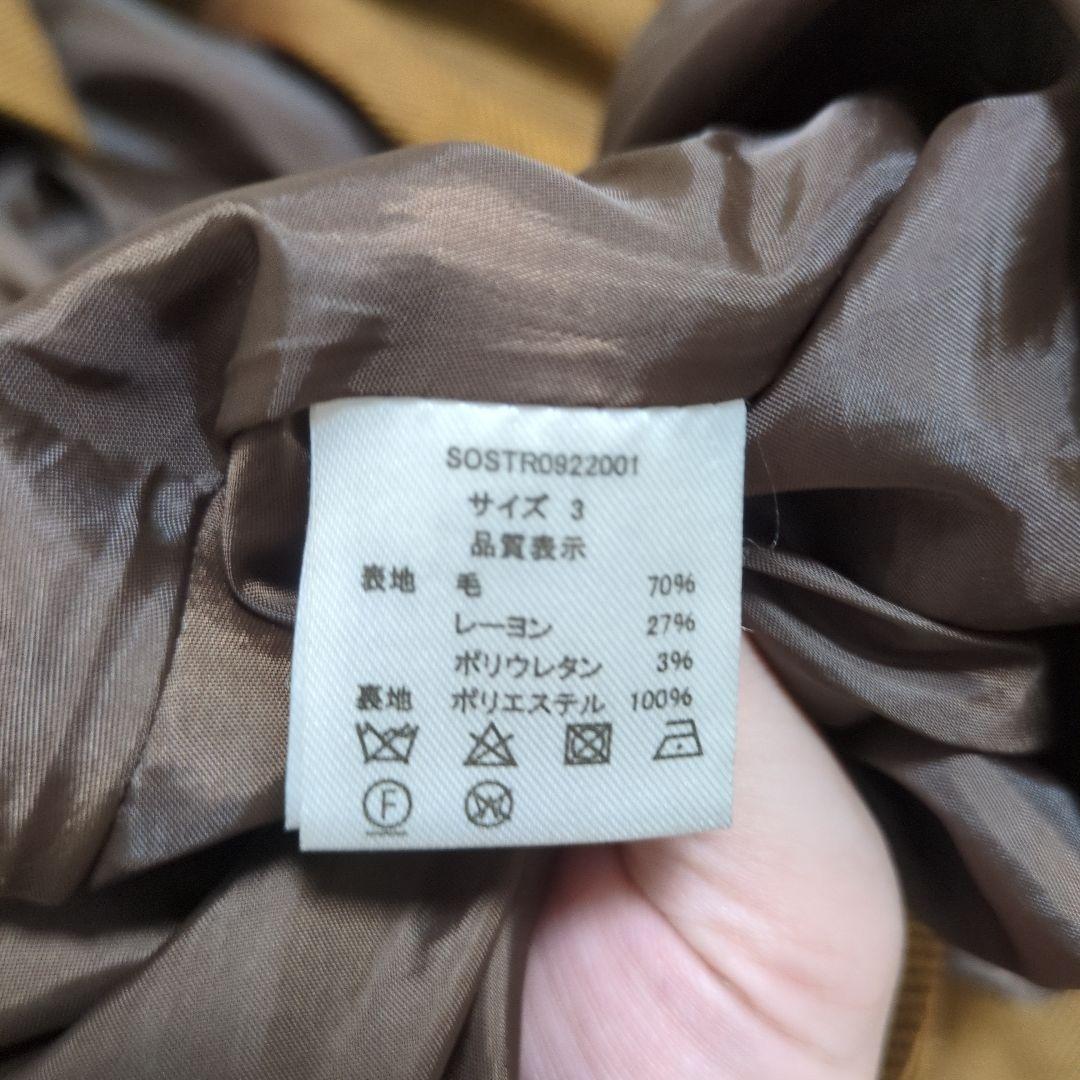 SOSTR0922001
サイズ 3
品質表示
表地 毛 70%
レーヨン 27%
ポリウレタン 3%
裏地 ポリエステル 100%
F
W